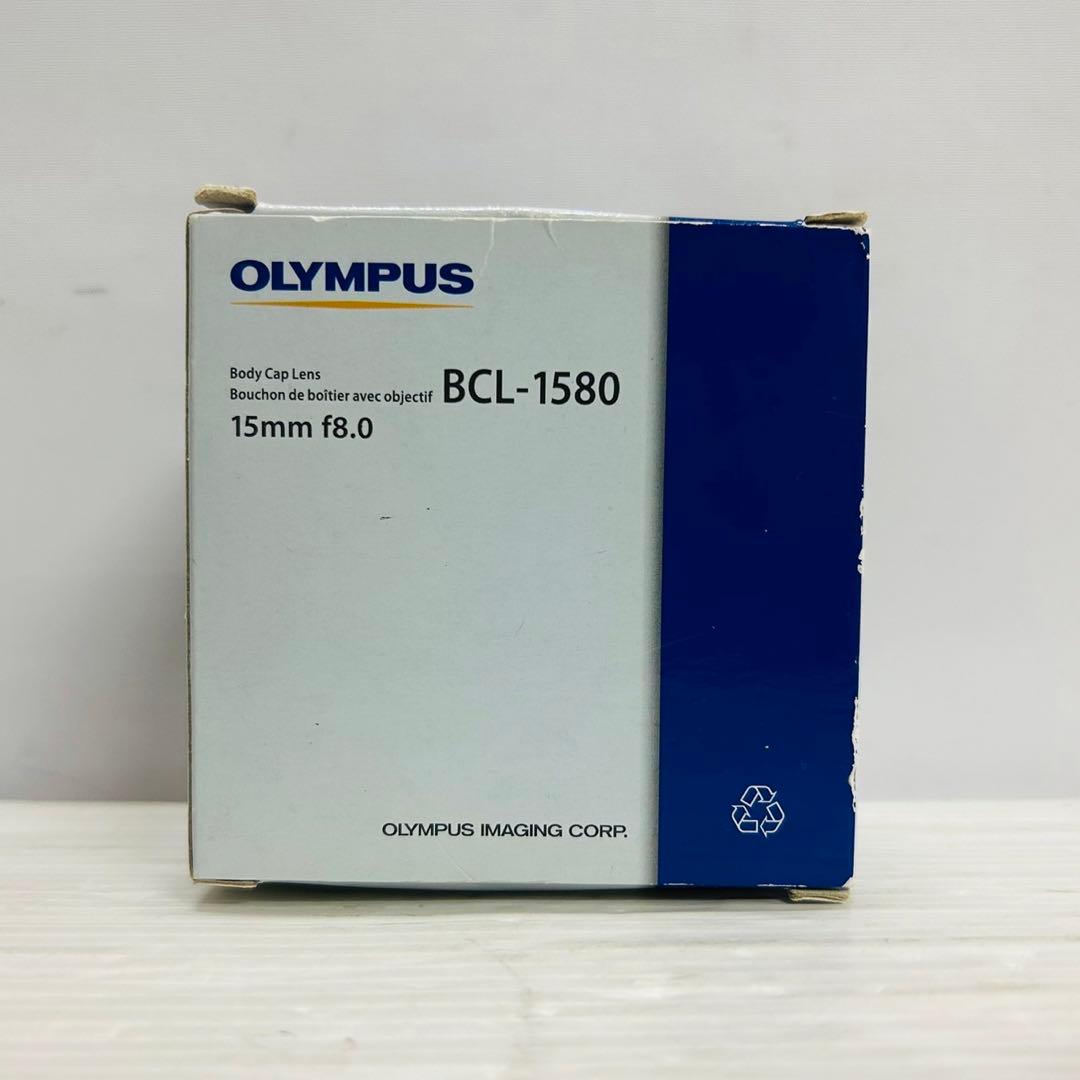 OLYMPUS
Body Cap Lens
Bouchon de boîtier avec objectif BCL-1580
15mm f8.0
OLYMPUS IMAGING CORP.